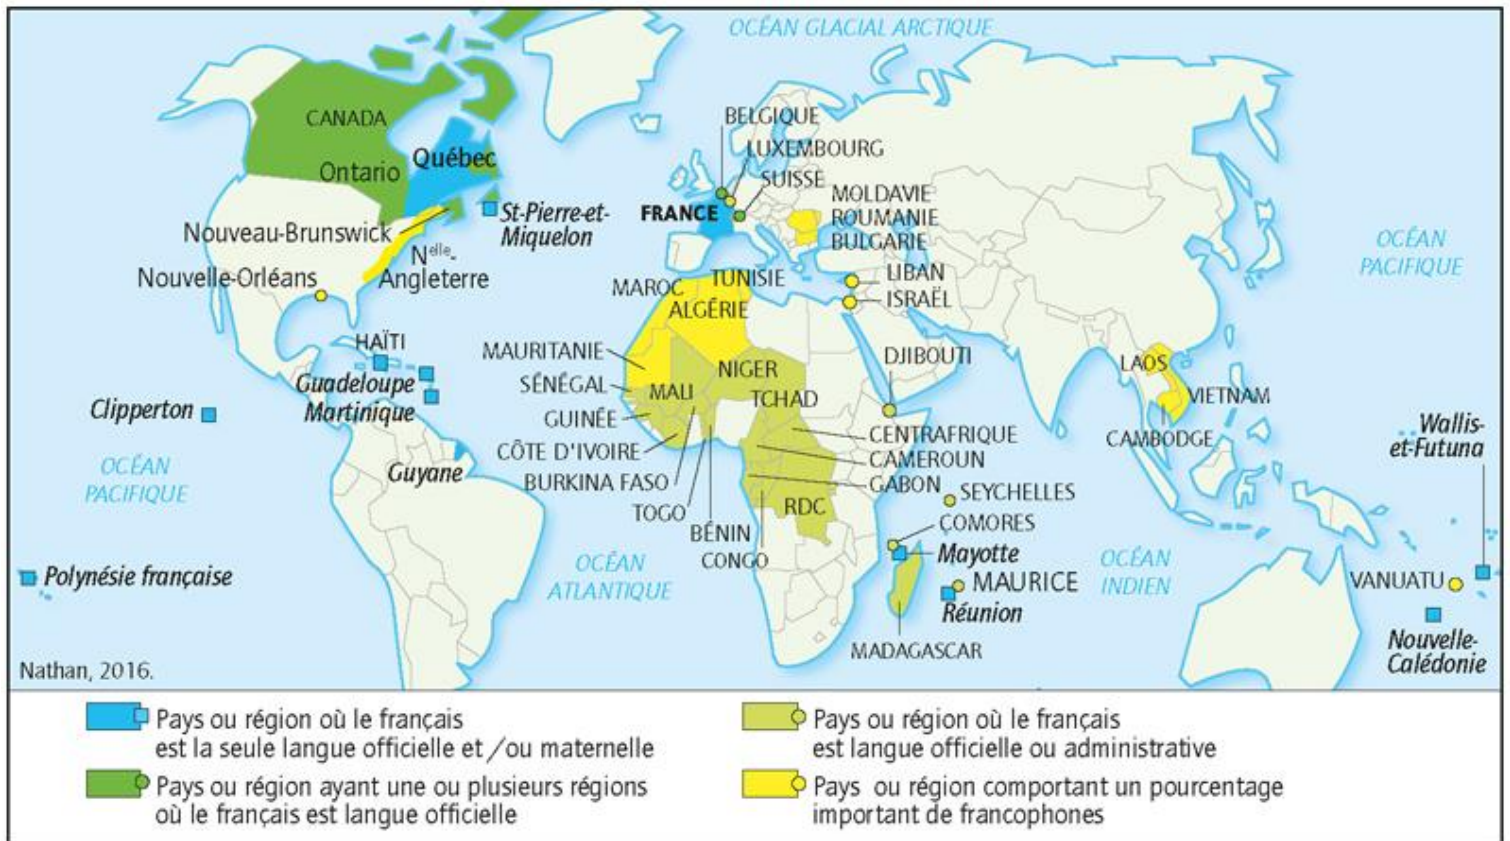 OCÉAN GLACIAL ARCTIQUE
CANADA
Ontario
Québec
St-Pierre-et-
Miquelon
Nouveau-Brunswick
Nelle-
Angleterre
Nouvelle-Orléans
BELGIQUE
LUXEMBOURG
SUISSE
FRANCE
MOLDAVIE
ROUMANIE
BULGARIE
OCÉAN
PACIFIQUE
LIBAN
ISRAËL
MAROC
TUNISIE
ALGÉRIE
HAÏTI
Guadeloupe
Martinique
Clipperton
Guyane
OCÉAN
PACIFIQUE
Polynésie française
MAURITANIE
SÉNÉGAL
GUINÉE
CÔTE D'IVOIRE
BURKINA FASO
TOGO
BÉNIN
CONGO
MALI
NIGER
TCHAD
DJIBOUTI
CENTRAFRIQUE
CAMEROUN
GABON
RDC
SEYCHELLES
COMORES
Mayotte
MAURICE
Réunion
MADAGASCAR
OCÉAN
ATLANTIQUE
OCÉAN
INDIEN
LAOS
VIETNAM
CAMBODGE
Wallis-
et-Futuna
VANUATU
Nouvelle-
Calédonie
Nathan, 2016.
Pays ou région où le français
est la seule langue officielle et /ou maternelle
Pays ou région ayant une ou plusieurs régions
où le français est langue officielle
Pays ou région où le français
est langue officielle ou administrative
Pays ou région comportant un pourcentage
important de francophones